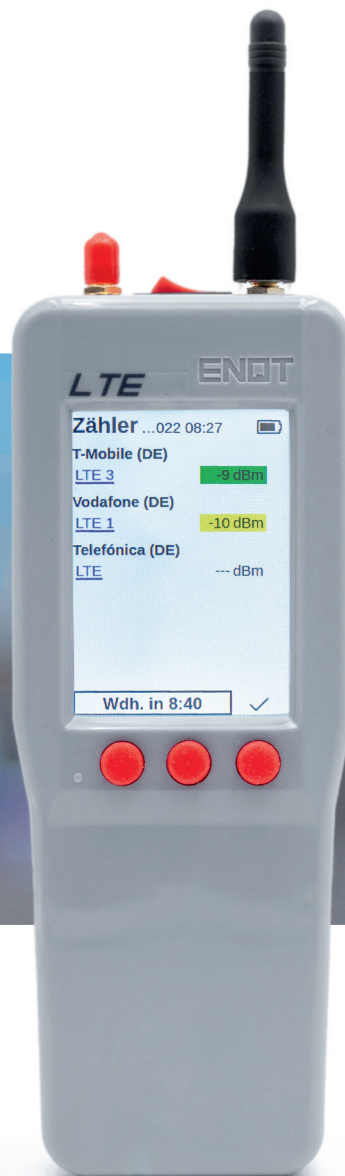 LTE ENQT
Zähler ...022 08:27
T-Mobile (DE)
LTE 3 -9 dBm
Vodafone (DE)
LTE 1 -10 dBm
Telefónica (DE)
LTE --- dBm
Wdh. in 8:40